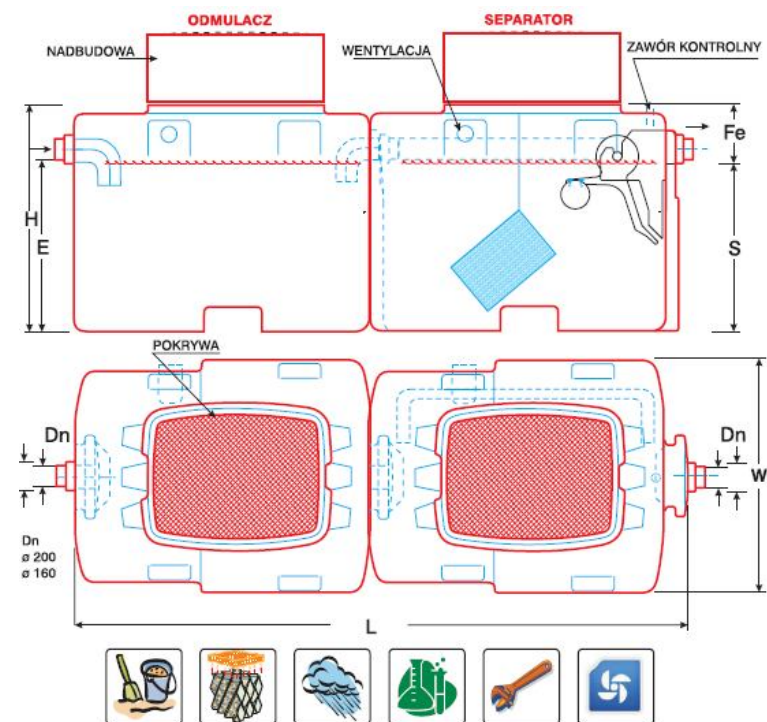 ODMULACZ
SEPARATOR
NADBUDOWA
WENTYLACJA
ZAWÓR KONTROLNY
Fe
H
E
S
POKRYWA
Dn
Dn
W
Dn
ø 200
ø 160
L